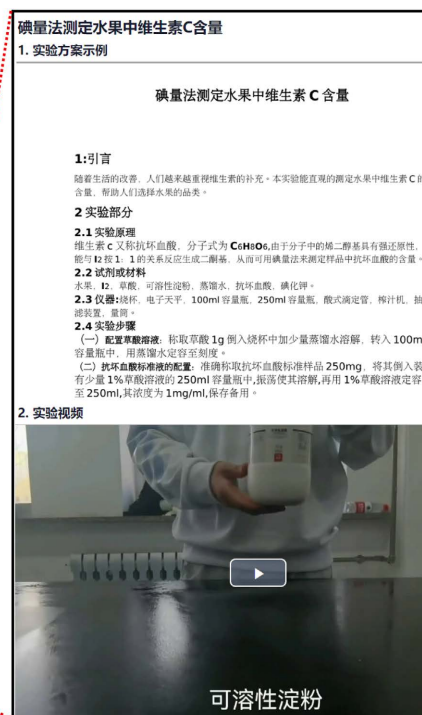 碘量法测定水果中维生素C含量
1. 实验方案示例
碘量法测定水果中维生素 C 含量
1:引言
随着生活的改善，人们越来越重视维生素的补充。本实验能直观的测定水果中维生素 C 的
含量，帮助人们选择水果的品类。
2 实验部分
2.1 实验原理
维生素 c 又称抗坏血酸，分子式为 C6H8O6,由于分子中的烯二醇基具有强还原性，
能与 I2 按 1：1 的关系反应生成二酮基，从而可用碘量法来测定样品中抗坏血酸的含量。
2.2 试剂或材料
水果，I2，草酸，可溶性淀粉，蒸馏水，抗坏血酸，碘化钾。
2.3 仪器:烧杯，电子天平，100ml 容量瓶，250ml 容量瓶，酸式滴定管，榨汁机，抽
滤装置，量筒。
2.4 实验步骤
（一）配置草酸溶液：称取草酸 1g 倒入烧杯中加少量蒸馏水溶解，转入 100m
容量瓶中，用蒸馏水定容至刻度。
（二）抗坏血酸标准液的配置：准确称取抗坏血酸标准样品 250mg，将其倒入装
有少量 1%草酸溶液的 250ml 容量瓶中,振荡使其溶解,再用 1%草酸溶液定容
至 250ml,其浓度为 1mg/ml,保存备用。
2. 实验视频
可溶性淀粉